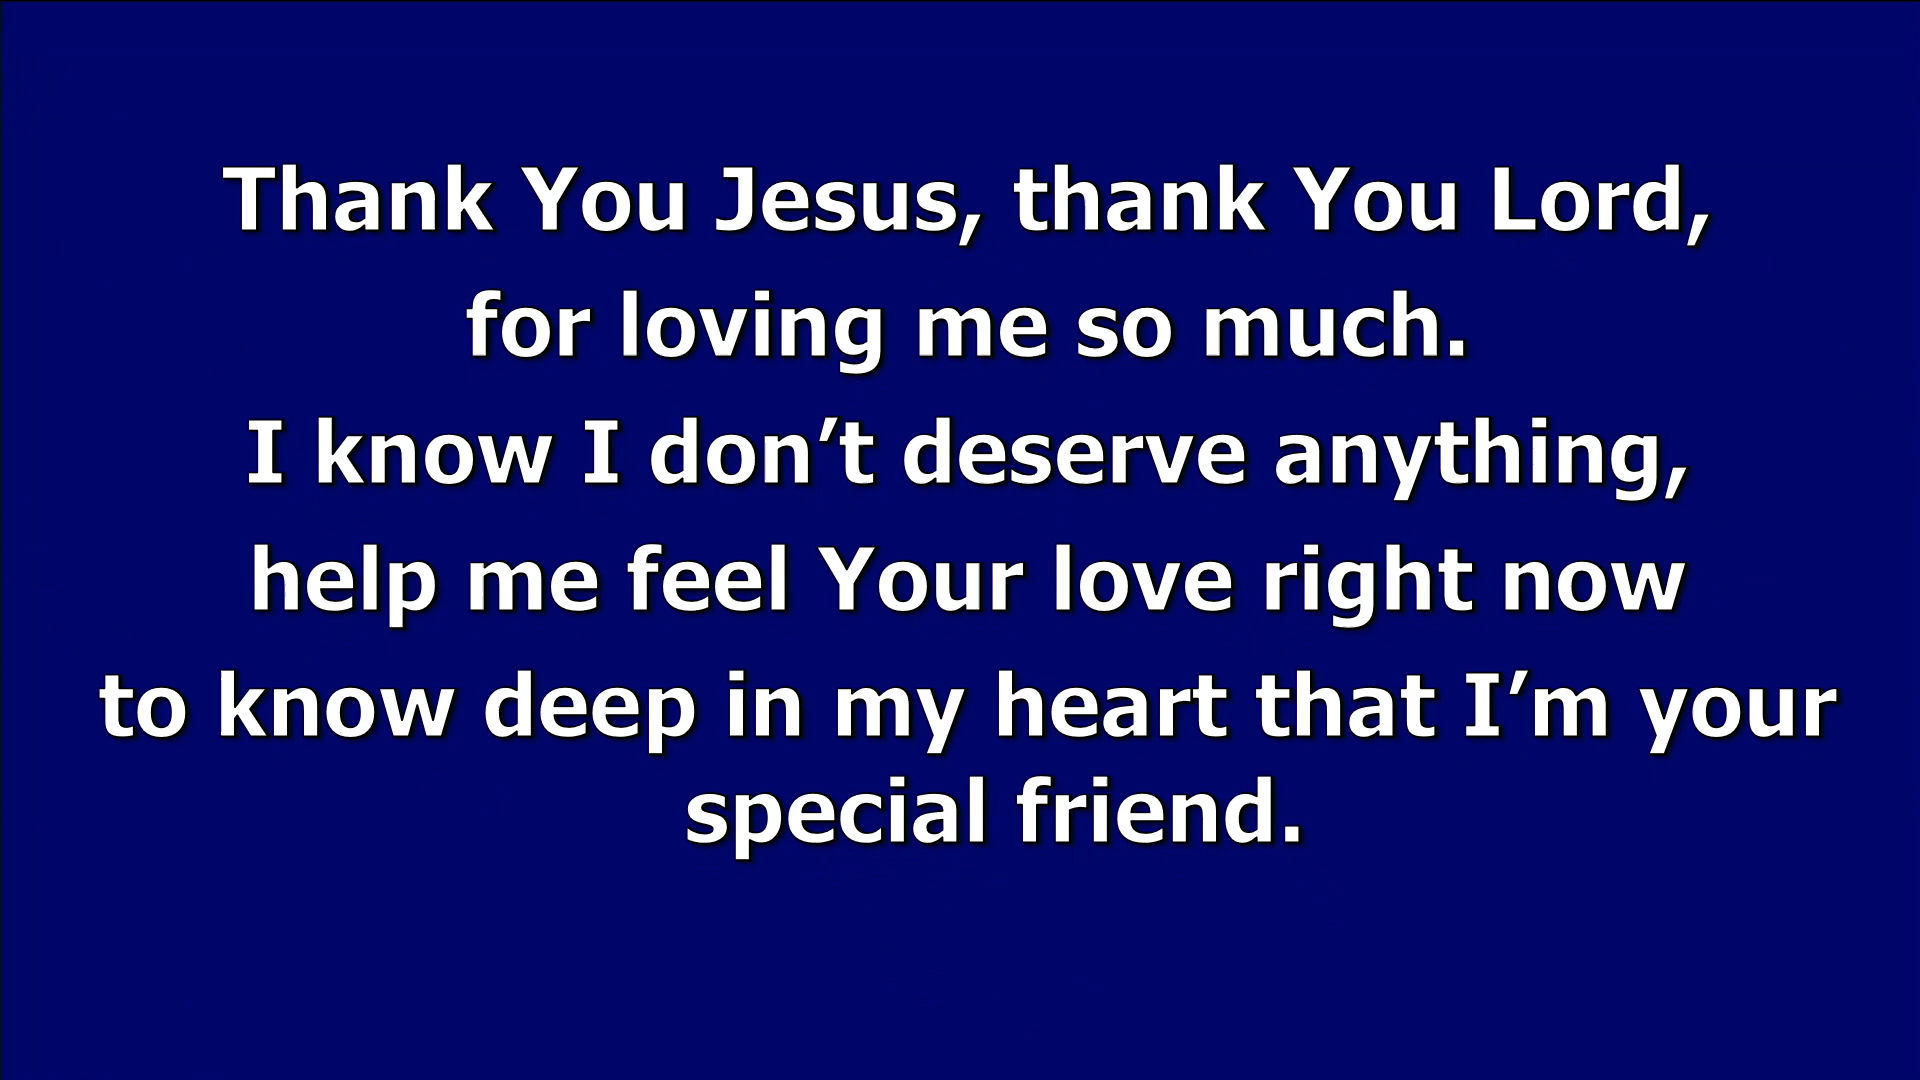 Thank You Jesus, thank You Lord,
for loving me so much.
I know I don’t deserve anything,
help me feel Your love right now
to know deep in my heart that I’m your
special friend.